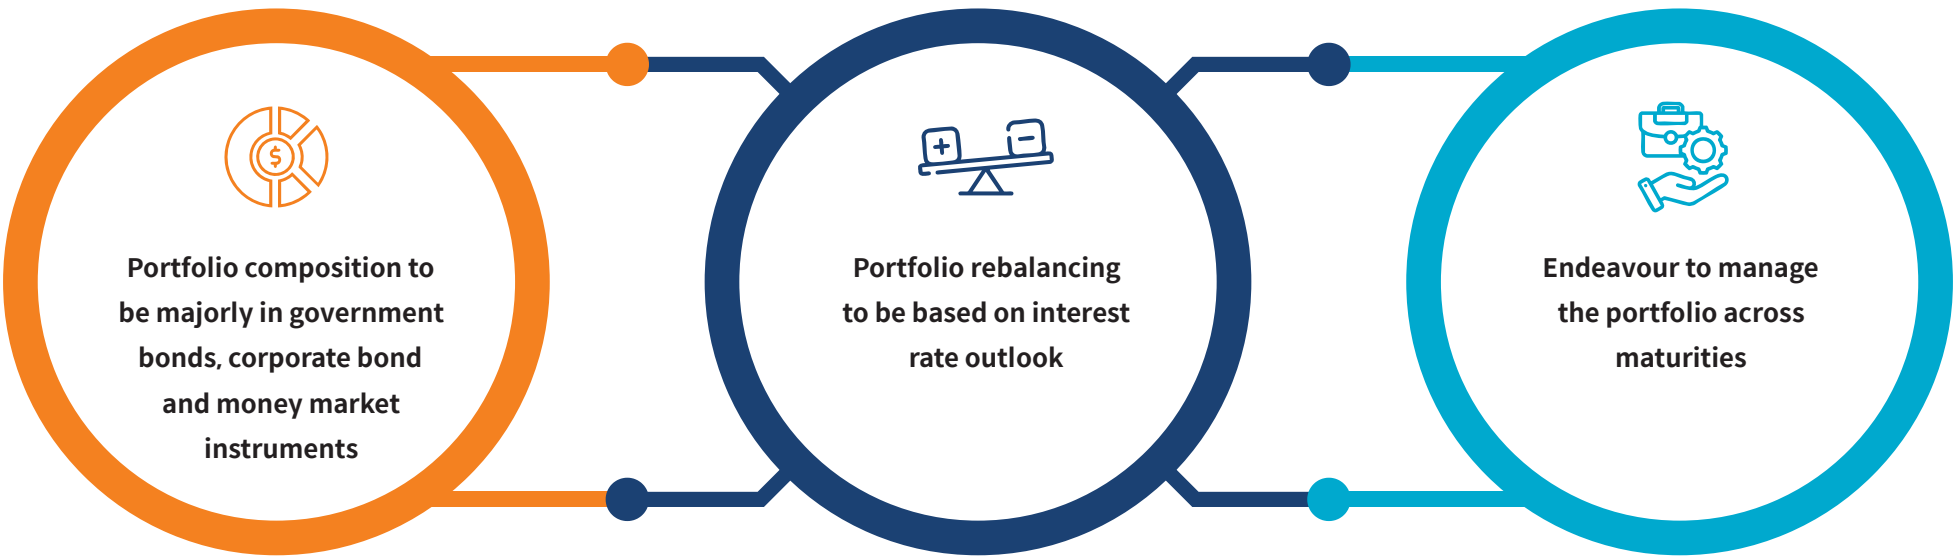 $
+
-
Portfolio composition to
be majorly in government
bonds, corporate bond
and money market
instruments
Portfolio rebalancing
to be based on interest
rate outlook
Endeavour to manage
the portfolio across
maturities